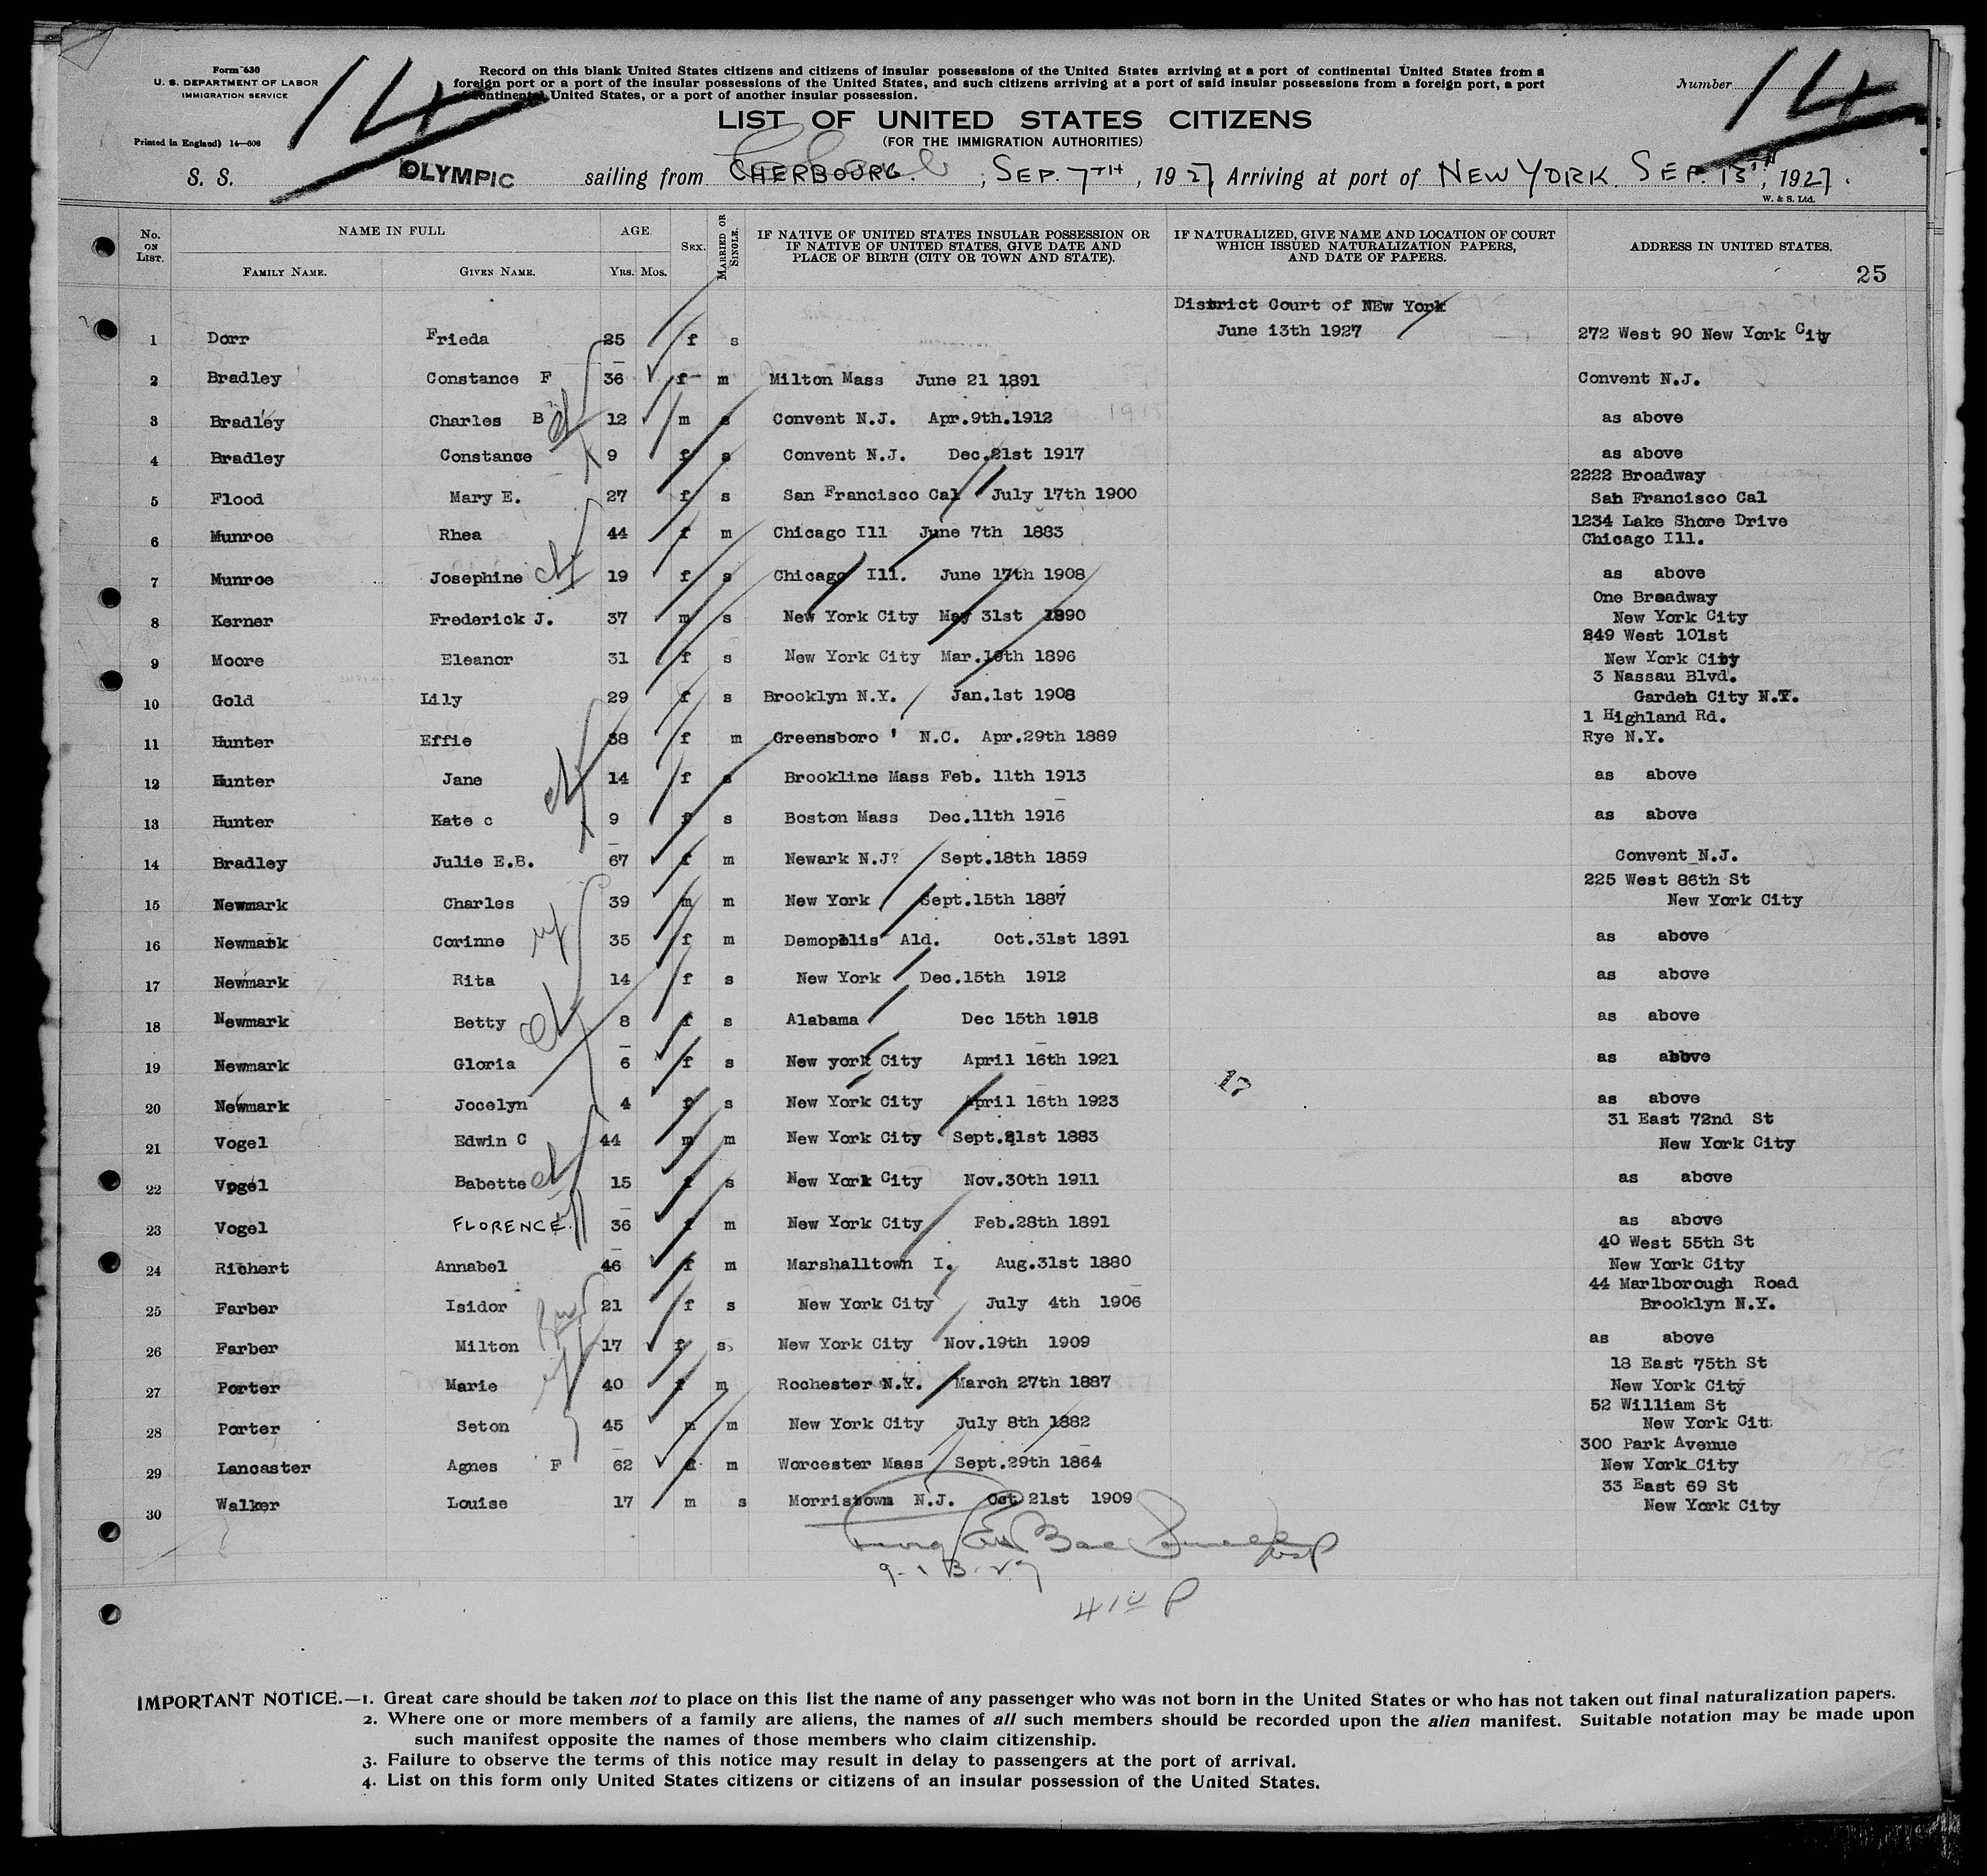 Form 630
U. S. DEPARTMENT OF LABOR
IMMIGRATION SERVICE
Printed in England) 14—608
14
Record on this blank United States citizens and citizens of insular possessions of the United States arriving at a port of continental United States from a
foreign port or a port of the insular possessions of the United States, and such citizens arriving at a port of said insular possessions from a foreign port, a port
continental United States, or a port of another insular possession.
Number 14
LIST OF UNITED STATES CITIZENS
(FOR THE IMMIGRATION AUTHORITIES)
S. S. OLYMPIC sailing from CHERBOURG. , SEP. 7TH, 1927, Arriving at port of NEW YORK. SEP. 13TH, 1927.
W. & S. Ltd.
No. ON LIST. NAME IN FULL AGE SEX. MARRIED OR SINGLE. IF NATIVE OF UNITED STATES INSULAR POSSESSION OR IF NATIVE OF UNITED STATES, GIVE DATE AND PLACE OF BIRTH (CITY OR TOWN AND STATE). IF NATURALIZED, GIVE NAME AND LOCATION OF COURT WHICH ISSUED NATURALIZATION PAPERS, AND DATE OF PAPERS. ADDRESS IN UNITED STATES.
FAMILY NAME. GIVEN NAME. YRS. MOS. 25
District Court of NEw York
1 Dorr Frieda 25 f s June 13th 1927 272 West 90 New York City
2 Bradley Constance F 36 f m Milton Mass June 21 1891 Convent N.J.
3 Bradley Charles B 12 m s Convent N.J. Apr.9th.1912 as above
4 Bradley Constance 9 f s Convent N.J. Dec.21st 1917 as above
2222 Broadway
5 Flood Mary E. 27 f s San Francisco Cal July 17th 1900 San Francisco Cal
1234 Lake Shore Drive
6 Munroe Rhea 44 f m Chicago Ill June 7th 1883 Chicago Ill.
7 Munroe Josephine 19 f s Chicago Ill. June 17th 1908 as above
One Broadway
8 Kerner Frederick J. 37 m s New York City May 31st 1890 New York City
249 West 101st
9 Moore Eleanor 31 f s New York City Mar.10th 1896 New York City
3 Nassau Blvd.
10 Gold Lily 29 f s Brooklyn N.Y. Jan.1st 1908 Garden City N.Y.
1 Highland Rd.
11 Hunter Effie 38 f m Greensboro ' N.C. Apr.29th 1889 Rye N.Y.
12 Hunter Jane 14 f s Brookline Mass Feb. 11th 1913 as above
13 Hunter Kate c 9 f s Boston Mass Dec.11th 1916 as above
14 Bradley Julie E.B. 67 f m Newark N.J? Sept.18th 1859 Convent N.J.
225 West 86th St
15 Newmark Charles 39 m m New York Sept.15th 1887 New York City
16 Newmark Corinne 35 f m Demopolis Ald. Oct.31st 1891 as above
17 Newmark Rita 14 f s New York Dec.15th 1912 as above
18 Newmark Betty 8 f s Alabama Dec 15th 1918 as above
19 Newmark Gloria 6 f s New york City April 16th 1921 as above
20 Newmark Jocelyn 4 f s New York City April 16th 1923 as above
31 East 72nd St
21 Vogel Edwin C 44 m m New York City Sept.21st 1883 New York City
22 Vogel Babette 15 f s New York City Nov.30th 1911 as above
23 Vogel FLORENCE. 36 f m New York City Feb.28th 1891 as above
40 West 55th St
24 Richert Annabel 46 f m Marshalltown I. Aug.31st 1880 New York City
44 Marlborough Road
25 Farber Isidor 21 f s New York City July 4th 1906 Brooklyn N.Y.
26 Farber Milton 17 f s New York City Nov.19th 1909 as above
18 East 75th St
27 Porter Marie 40 f m Rochester N.Y. March 27th 1887 New York City
52 William St
28 Porter Seton 45 m m New York City July 8th 1882 New York Cit
300 Park Avenue
29 Lancaster Agnes F 62 m Worcester Mass Sept.29th 1864 New York City
33 East 69 St
30 Walker Louise 17 m s Morristown N.J. Oct 21st 1909 New York City
9-13-27
410 P
IMPORTANT NOTICE.—1. Great care should be taken not to place on this list the name of any passenger who was not born in the United States or who has not taken out final naturalization papers.
2. Where one or more members of a family are aliens, the names of all such members should be recorded upon the alien manifest. Suitable notation may be made upon
such manifest opposite the names of those members who claim citizenship.
3. Failure to observe the terms of this notice may result in delay to passengers at the port of arrival.
4. List on this form only United States citizens or citizens of an insular possession of the United States.